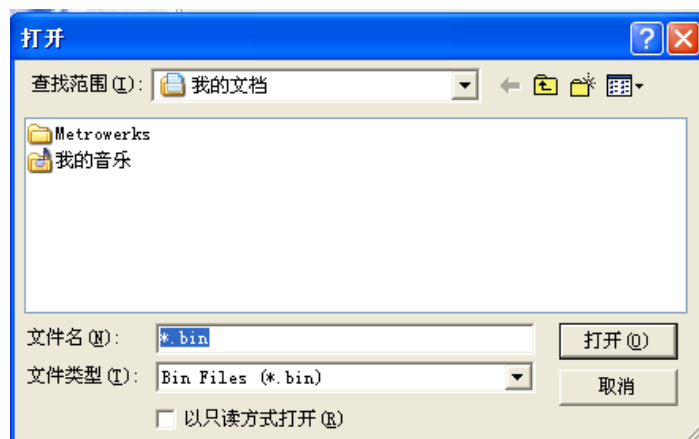 打开
查找范围(I): 我的文档
Metrowerks
我的音乐
文件名(N): *.bin 打开(O)
文件类型(T): Bin Files (*.bin) 取消
以只读方式打开(R)